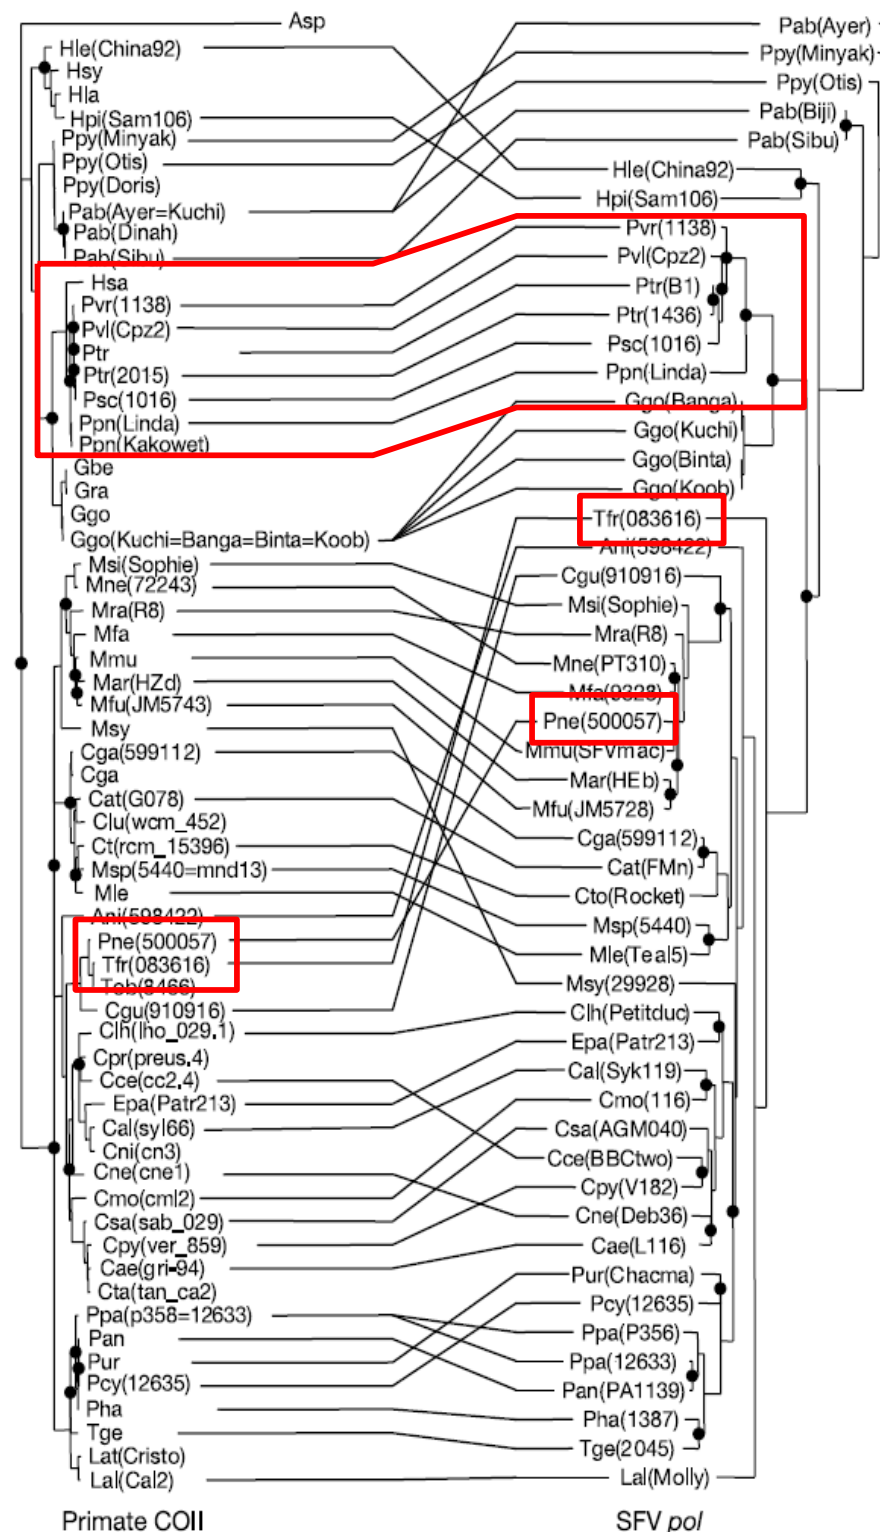 Asp
Hle(China92)
Hsy
Hla
Hpi(Sam106)
Ppy(Minyak)
Ppy(Otis)
Ppy(Doris)
Pab(Ayer=Kuchi)
Pab(Dinah)
Pab(Sibu)
Hsa
Pvr(1138)
Pvl(Cpz2)
Ptr
Ptr(2015)
Psc(1016)
Ppn(Linda)
Ppn(Kakowet)
Gbe
Gra
Ggo
Ggo(Kuchi=Banga=Binta=Koob)
Msi(Sophie)
Mne(72243)
Mra(R8)
Mfa
Mmu
Mar(HZd)
Mfu(JM5743)
Msy
Cga(599112)
Cga
Cat(G078)
Clu(wcm_452)
Ct(rcm_15396)
Msp(5440=mnd13)
Mle
Ani(598422)
Pne(500057)
Tfr(083616)
Tob(8466)
Cgu(910916)
Clh(lho_029.1)
Cpr(preus.4)
Cce(cc2.4)
Epa(Patr213)
Cal(syl66)
Cni(cn3)
Cne(cne1)
Cmo(cml2)
Csa(sab_029)
Cpy(ver_859)
Cae(gri-94)
Cta(tan_ca2)
Ppa(p358=12633)
Pan
Pur
Pcy(12635)
Pha
Tge
Lat(Cristo)
Lal(Cal2)
Primate COII
Pab(Ayer)
Ppy(Minyak)
Ppy(Otis)
Pab(Biji)
Pab(Sibu)
Hle(China92)
Hpi(Sam106)
Pvr(1138)
Pvl(Cpz2)
Ptr(B1)
Ptr(1436)
Psc(1016)
Ppn(Linda)
Ggo(Banga)
Ggo(Kuchi)
Ggo(Binta)
Ggo(Koob)
Tfr(083616)
Ani(598422)
Cgu(910916)
Msi(Sophie)
Mra(R8)
Mne(PT310)
Mfa(9328)
Pne(500057)
Mmu(SFVmac)
Mar(HEb)
Mfu(JM5728)
Cga(599112)
Cat(FMn)
Cto(Rocket)
Msp(5440)
Mle(Teal5)
Msy(29928)
Clh(Petitduc)
Epa(Patr213)
Cal(Syk119)
Cmo(116)
Csa(AGM040)
Cce(BBCtwo)
Cpy(V182)
Cne(Deb36)
Cae(L116)
Pur(Chacma)
Pcy(12635)
Ppa(P356)
Ppa(12633)
Pan(PA1139)
Pha(1387)
Tge(2045)
Lal(Molly)
SFV pol